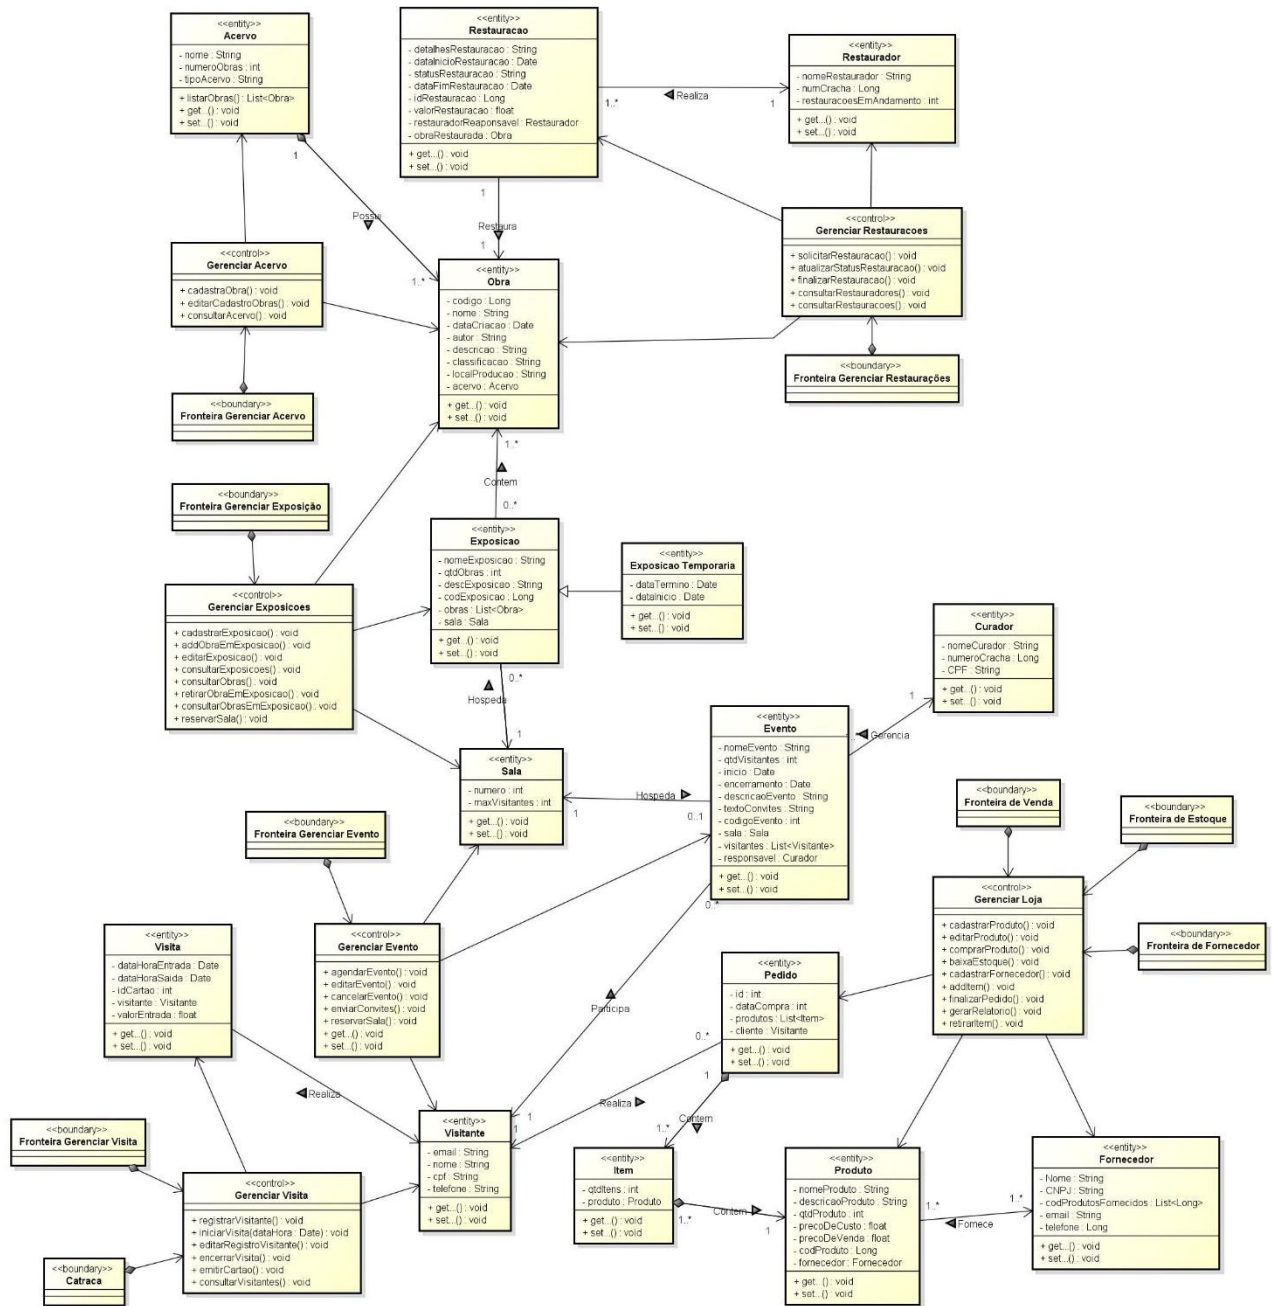 <<entity>>
Acervo
- nome : String
- numeroObras : int
- tipoAcervo : String
+ listarObras() : List<Obra>
+ get...() : void
+ set...() : void
1
<<entity>>
Restauracao
- detalhesRestauracao : String
- dataInicioRestauracao : Date
- statusRestauracao : String
- dataFimRestauracao : Date
- idRestauracao : Long
- valorRestauracao : float
- restauradorReaponsavel : Restaurador
- obraRestaurada : Obra
+ get...() : void
+ set...() : void
1..*
Realiza
1
<<entity>>
Restaurador
- nomeRestaurador : String
- numCracha : Long
- restauracoesEmAndamento : int
+ get...() : void
+ set...() : void
Possui
1..*
1
Restaura
1
<<control>>
Gerenciar Restauracoes
+ solicitarRestauracao() : void
+ atualizarStatusRestauracao() : void
+ finalizarRestauracao() : void
+ consultarRestauradores() : void
+ consultarRestauracoes() : void
<<control>>
Gerenciar Acervo
+ cadastraObra() : void
+ editarCadastroObras() : void
+ consultarAcervo() : void
<<entity>>
Obra
- codigo : Long
- nome : String
- dataCriacao : Date
- autor : String
- descricao : String
- classificacao : String
- localProducao : String
- acervo : Acervo
+ get...() : void
+ set...() : void
<<boundary>>
Fronteira Gerenciar Restaurações
<<boundary>>
Fronteira Gerenciar Acervo
1..*
Contem
0..*
<<boundary>>
Fronteira Gerenciar Exposição
<<entity>>
Exposicao
- nomeExposicao : String
- qtdObras : int
- descExposicao : String
- codExposicao : Long
- obras : List<Obra>
- sala : Sala
+ get...() : void
+ set...() : void
<<entity>>
Exposicao Temporaria
- dataTermino : Date
- dataInicio : Date
+ get...() : void
+ set...() : void
<<control>>
Gerenciar Exposicoes
+ cadastrarExposicao() : void
+ addObraEmExposicao() : void
+ editarExposicao() : void
+ consultarExposicoes() : void
+ consultarObras() : void
+ retirarObraEmExposicao() : void
+ consultarObrasEmExposicao() : void
+ reservarSala() : void
0..*
Hospeda
1
<<entity>>
Curador
- nomeCurador : String
- numeroCracha : Long
- CPF : String
+ get...() : void
+ set...() : void
1
Gerencia
<<entity>>
Evento
- nomeEvento : String
- qtdVisitantes : int
- inicio : Date
- encerramento : Date
- descricaoEvento : String
- textoConvites : String
- codigoEvento : int
- sala : Sala
- visitantes : List<Visitante>
- responsavel : Curador
+ get...() : void
+ set...() : void
<<entity>>
Sala
- numero : int
- maxVisitantes : int
+ get...() : void
+ set...() : void
Hospeda
1
0..1
<<boundary>>
Fronteira Gerenciar Evento
<<boundary>>
Fronteira de Venda
<<boundary>>
Fronteira de Estoque
<<control>>
Gerenciar Loja
+ cadastrarProduto() : void
+ editarProduto() : void
+ comprarProduto() : void
+ baixaEstoque() : void
+ cadastrarFornecedor() : void
+ addItem() : void
+ finalizarPedido() : void
+ gerarRelatorio() : void
+ retirarItem() : void
<<boundary>>
Fronteira de Fornecedor
<<entity>>
Visita
- dataHoraEntrada : Date
- dataHoraSaida : Date
- idCartao : int
- visitante : Visitante
- valorEntrada : float
+ get...() : void
+ set...() : void
<<control>>
Gerenciar Evento
+ agendarEvento() : void
+ editarEvento() : void
+ cancelarEvento() : void
+ enviarConvites() : void
+ reservarSala() : void
+ get...() : void
+ set...() : void
0..*
Participa
1
<<entity>>
Pedido
- id : int
- dataCompra : int
- produtos : List<Item>
- cliente : Visitante
+ get...() : void
+ set...() : void
0..*
Realiza
1
Realiza
1
Contem
1..*
<<boundary>>
Fronteira Gerenciar Visita
<<entity>>
Visitante
- email : String
- nome : String
- cpf : String
- telefone : String
+ get...() : void
+ set...() : void
<<control>>
Gerenciar Visita
+ registrarVisitante() : void
+ iniciarVisita(dataHora : Date) : void
+ editarRegistroVisitante() : void
+ encerrarVisita() : void
+ emitirCartao() : void
+ consultarVisitantes() : void
<<boundary>>
Catraca
<<entity>>
Item
- qtdItens : int
- produto : Produto
+ get...() : void
+ set...() : void
1..*
Contem
1
<<entity>>
Produto
- nomeProduto : String
- descricaoProduto : String
- qtdProduto : int
- precoDeCusto : float
- precoDeVenda : float
- codProduto : Long
- fornecedor : Fornecedor
+ get...() : void
+ set...() : void
1..*
Fornece
1..*
<<entity>>
Fornecedor
- Nome : String
- CNPJ : String
- codProdutosFornecidos : List<Long>
- email : String
- telefone : Long
+ get...() : void
+ set...() : void